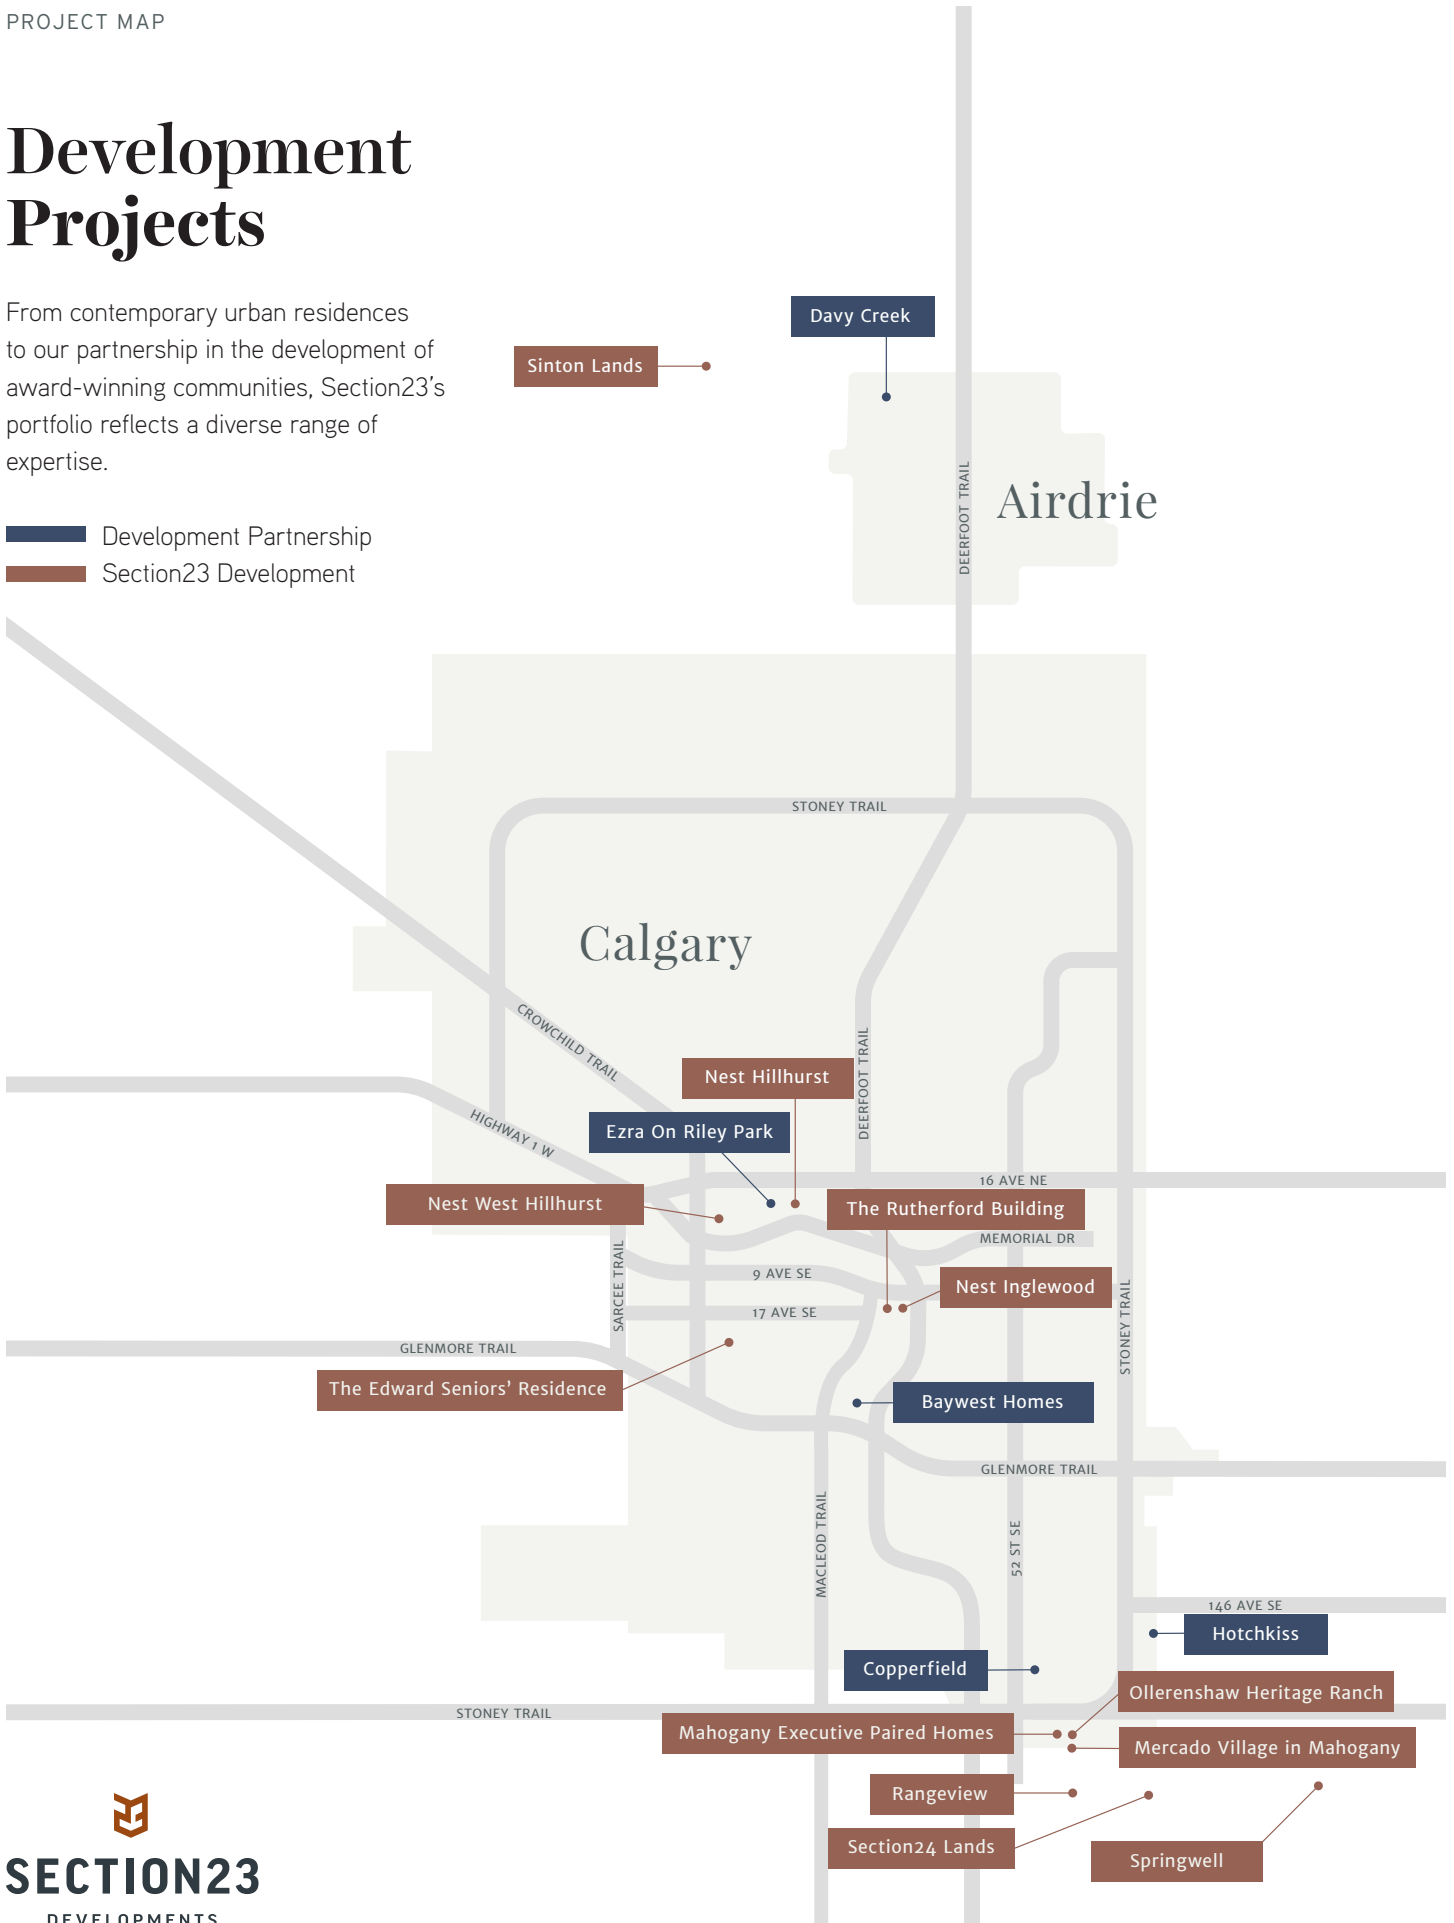 PROJECT MAP
Development
Projects
From contemporary urban residences
to our partnership in the development of
award-winning communities, Section23’s
portfolio reflects a diverse range of
expertise.
Development Partnership
Section23 Development
Davy Creek
Sinton Lands
DEERFOOT TRAIL
Airdrie
STONEY TRAIL
Calgary
CROWCHILD TRAIL
DEERFOOT TRAIL
Nest Hillhurst
HIGHWAY 1 W
Ezra On Riley Park
16 AVE NE
Nest West Hillhurst
The Rutherford Building
MEMORIAL DR
SARCEE TRAIL
9 AVE SE
Nest Inglewood
17 AVE SE
STONEY TRAIL
GLENMORE TRAIL
The Edward Seniors’ Residence
Baywest Homes
GLENMORE TRAIL
MACLEOD TRAIL
52 ST SE
146 AVE SE
Hotchkiss
Copperfield
Ollerenshaw Heritage Ranch
STONEY TRAIL
Mahogany Executive Paired Homes
Mercado Village in Mahogany
Rangeview
Section24 Lands
Springwell
23
SECTION23
DEVELOPMENTS